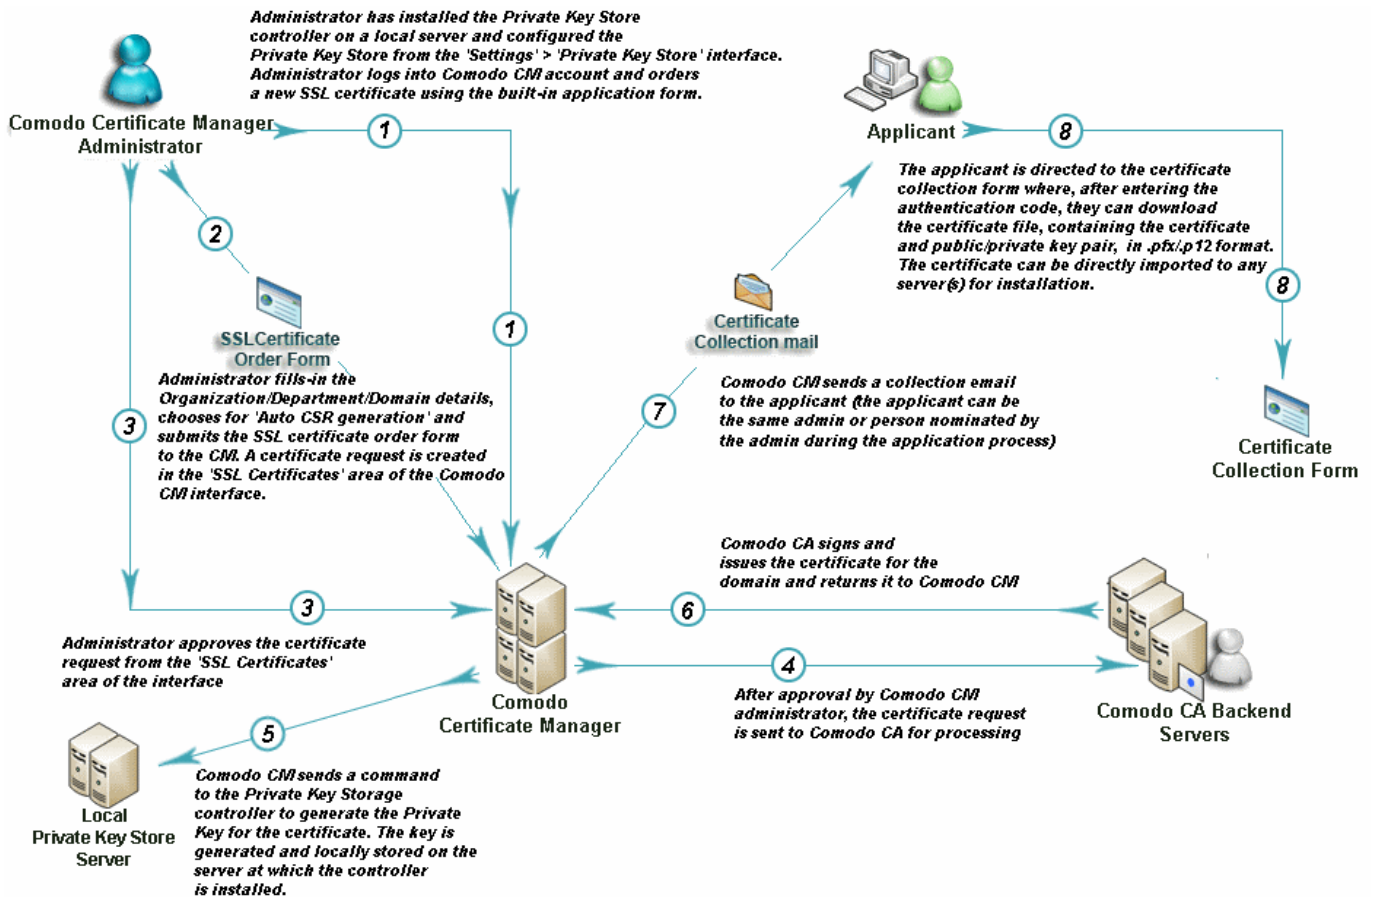 Administrator has installed the Private Key Store
controller on a local server and configured the
Private Key Store from the 'Settings' > 'Private Key Store' interface.
Administrator logs into Comodo CM account and orders
a new SSL certificate using the built-in application form.
Comodo Certificate Manager
Administrator
1
Applicant
8
The applicant is directed to the certificate
collection form where, after entering the
authentication code, they can download
the certificate file, containing the certificate
and public/private key pair, in .pfx/.p12 format.
The certificate can be directly imported to any
server(s) for installation.
2
8
SSLCertificate
Order Form
1
Certificate
Collection mail
Administrator fills-in the
Organization/Department/Domain details,
chooses for 'Auto CSR generation' and
submits the SSL certificate order form
to the CM. A certificate request is created
in the 'SSL Certificates' area of the Comodo
CM interface.
3
7
Comodo CM sends a collection email
to the applicant (the applicant can be
the same admin or person nominated by
the admin during the application process)
Certificate
Collection Form
Comodo CA signs and
issues the certificate for the
domain and returns it to Comodo CM
3
6
Administrator approves the certificate
request from the 'SSL Certificates'
area of the interface
4
Comodo
Certificate Manager
After approval by Comodo CM
administrator, the certificate request
is sent to Comodo CA for processing
Comodo CA Backend
Servers
5
Local
Private Key Store
Server
Comodo CM sends a command
to the Private Key Storage
controller to generate the Private
Key for the certificate. The key is
generated and locally stored on the
server at which the controller
is installed.